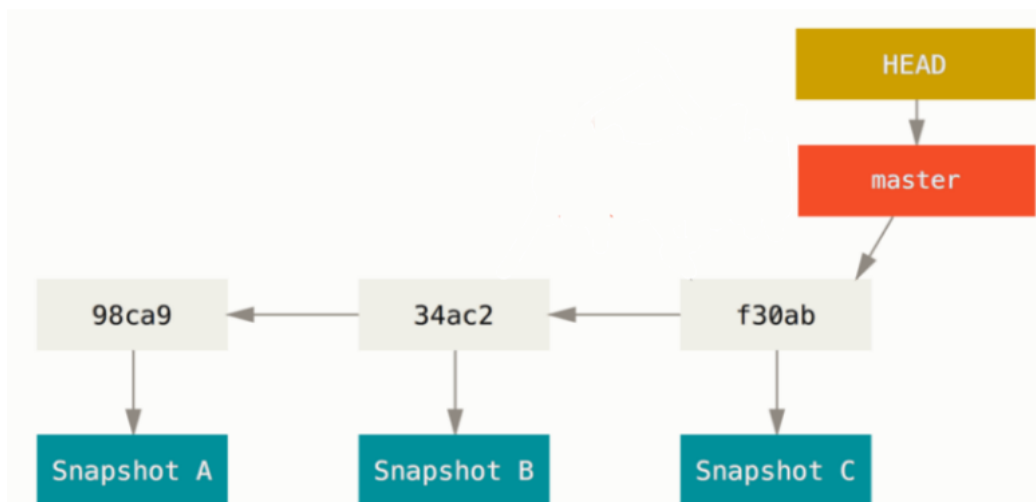 HEAD
master
98ca9
34ac2
f30ab
Snapshot A
Snapshot B
Snapshot C